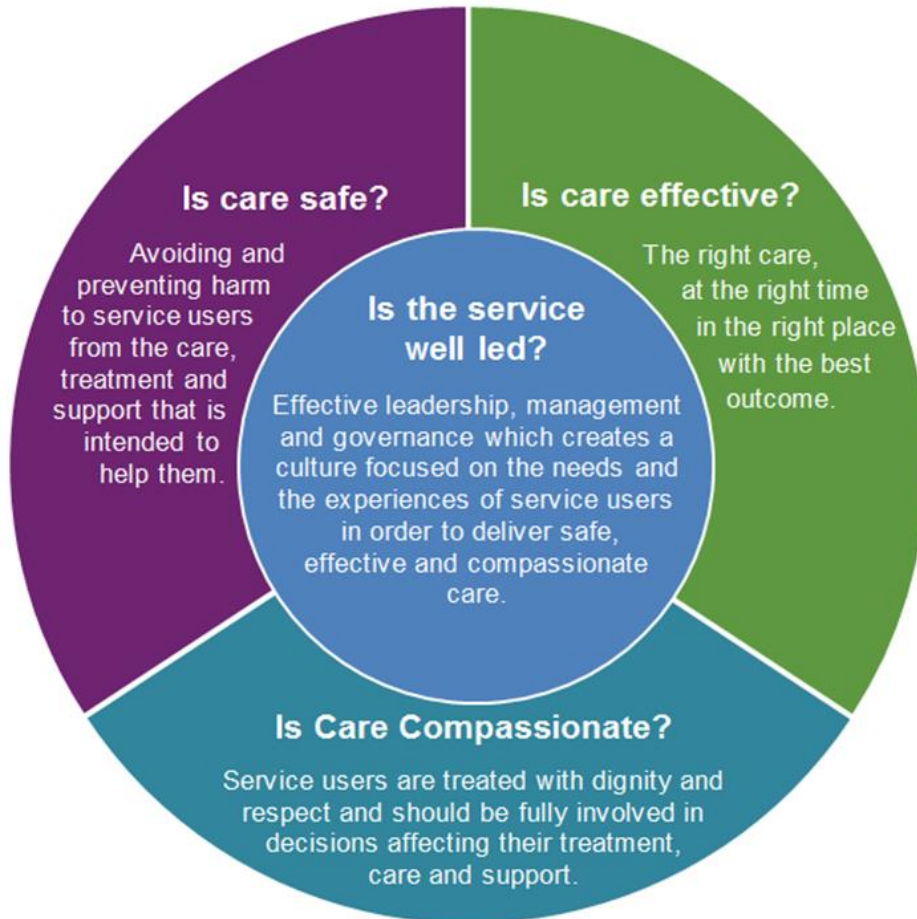 Is care safe?
Avoiding and
preventing harm
to service users
from the care,
treatment and
support that is
intended to
help them.
Is care effective?
The right care,
at the right time
in the right place
with the best
outcome.
Is the service
well led?
Effective leadership, management
and governance which creates a
culture focused on the needs and
the experiences of service users
in order to deliver safe,
effective and compassionate
care.
Is Care Compassionate?
Service users are treated with dignity and
respect and should be fully involved in
decisions affecting their treatment,
care and support.